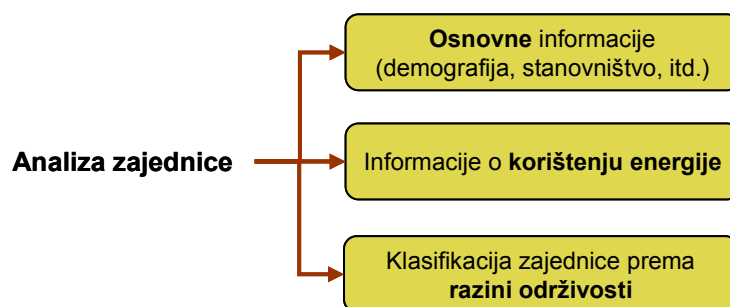 Osnovne informacije
(demografija, stanovništvo, itd.)
Analiza zajednice
Informacije o korištenju energije
Klasifikacija zajednice prema
razini održivosti